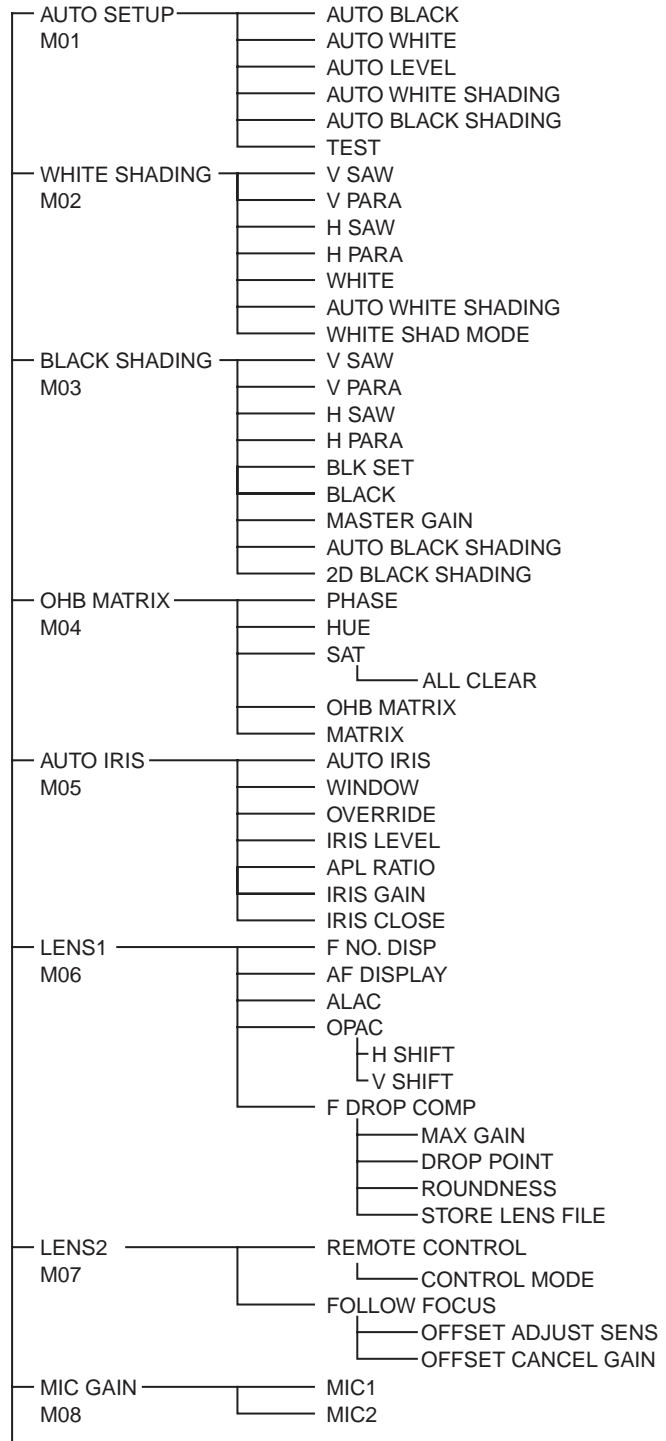 AUTO SETUP AUTO BLACK
M01 AUTO WHITE
AUTO LEVEL
AUTO WHITE SHADING
AUTO BLACK SHADING
TEST
WHITE SHADING V SAW
M02 V PARA
H SAW
H PARA
WHITE
AUTO WHITE SHADING
WHITE SHAD MODE
BLACK SHADING V SAW
M03 V PARA
H SAW
H PARA
BLK SET
BLACK
MASTER GAIN
AUTO BLACK SHADING
2D BLACK SHADING
OHB MATRIX PHASE
M04 HUE
SAT
ALL CLEAR
OHB MATRIX
MATRIX
AUTO IRIS AUTO IRIS
M05 WINDOW
OVERRIDE
IRIS LEVEL
APL RATIO
IRIS GAIN
IRIS CLOSE
LENS1 F NO. DISP
M06 AF DISPLAY
ALAC
OPAC
H SHIFT
V SHIFT
F DROP COMP
MAX GAIN
DROP POINT
ROUNDNESS
STORE LENS FILE
LENS2 REMOTE CONTROL
M07 CONTROL MODE
FOLLOW FOCUS
OFFSET ADJUST SENS
OFFSET CANCEL GAIN
MIC GAIN MIC1
M08 MIC2